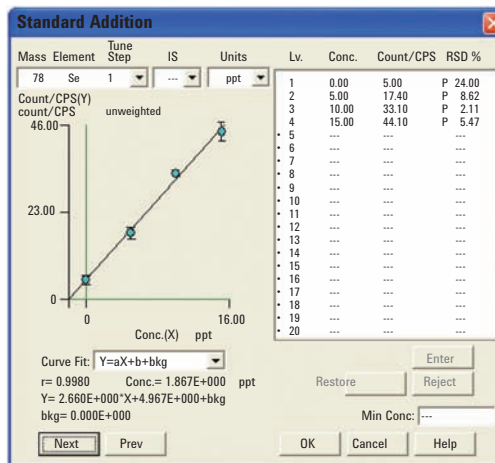 Standard Addition
Mass Element Tune Step IS Units
78 Se 1 --- ppt
Count/CPS(Y)
count/CPS unweighted
46.00
23.00
0
0 16.00
Conc.(X) ppt
Curve Fit: Y=aX+b+bkg
r= 0.9980 Conc.= 1.867E+000 ppt
Y= 2.660E+000*X+4.967E+000+bkg
bkg= 0.000E+000
Next Prev
Lv. Conc. Count/CPS RSD %
1 0.00 5.00 P 24.00
2 5.00 17.40 P 8.62
3 10.00 33.10 P 2.11
4 15.00 44.10 P 5.47
• 5 --- --- ---
• 6 --- --- ---
• 7 --- --- ---
• 8 --- --- ---
• 9 --- --- ---
• 10 --- --- ---
• 11 --- --- ---
• 12 --- --- ---
• 13 --- --- ---
• 14 --- --- ---
• 15 --- --- ---
• 16 --- --- ---
• 17 --- --- ---
• 18 --- --- ---
• 19 --- --- ---
• 20 --- --- ---
Enter
Restore Reject
Min Conc: ---
OK Cancel Help